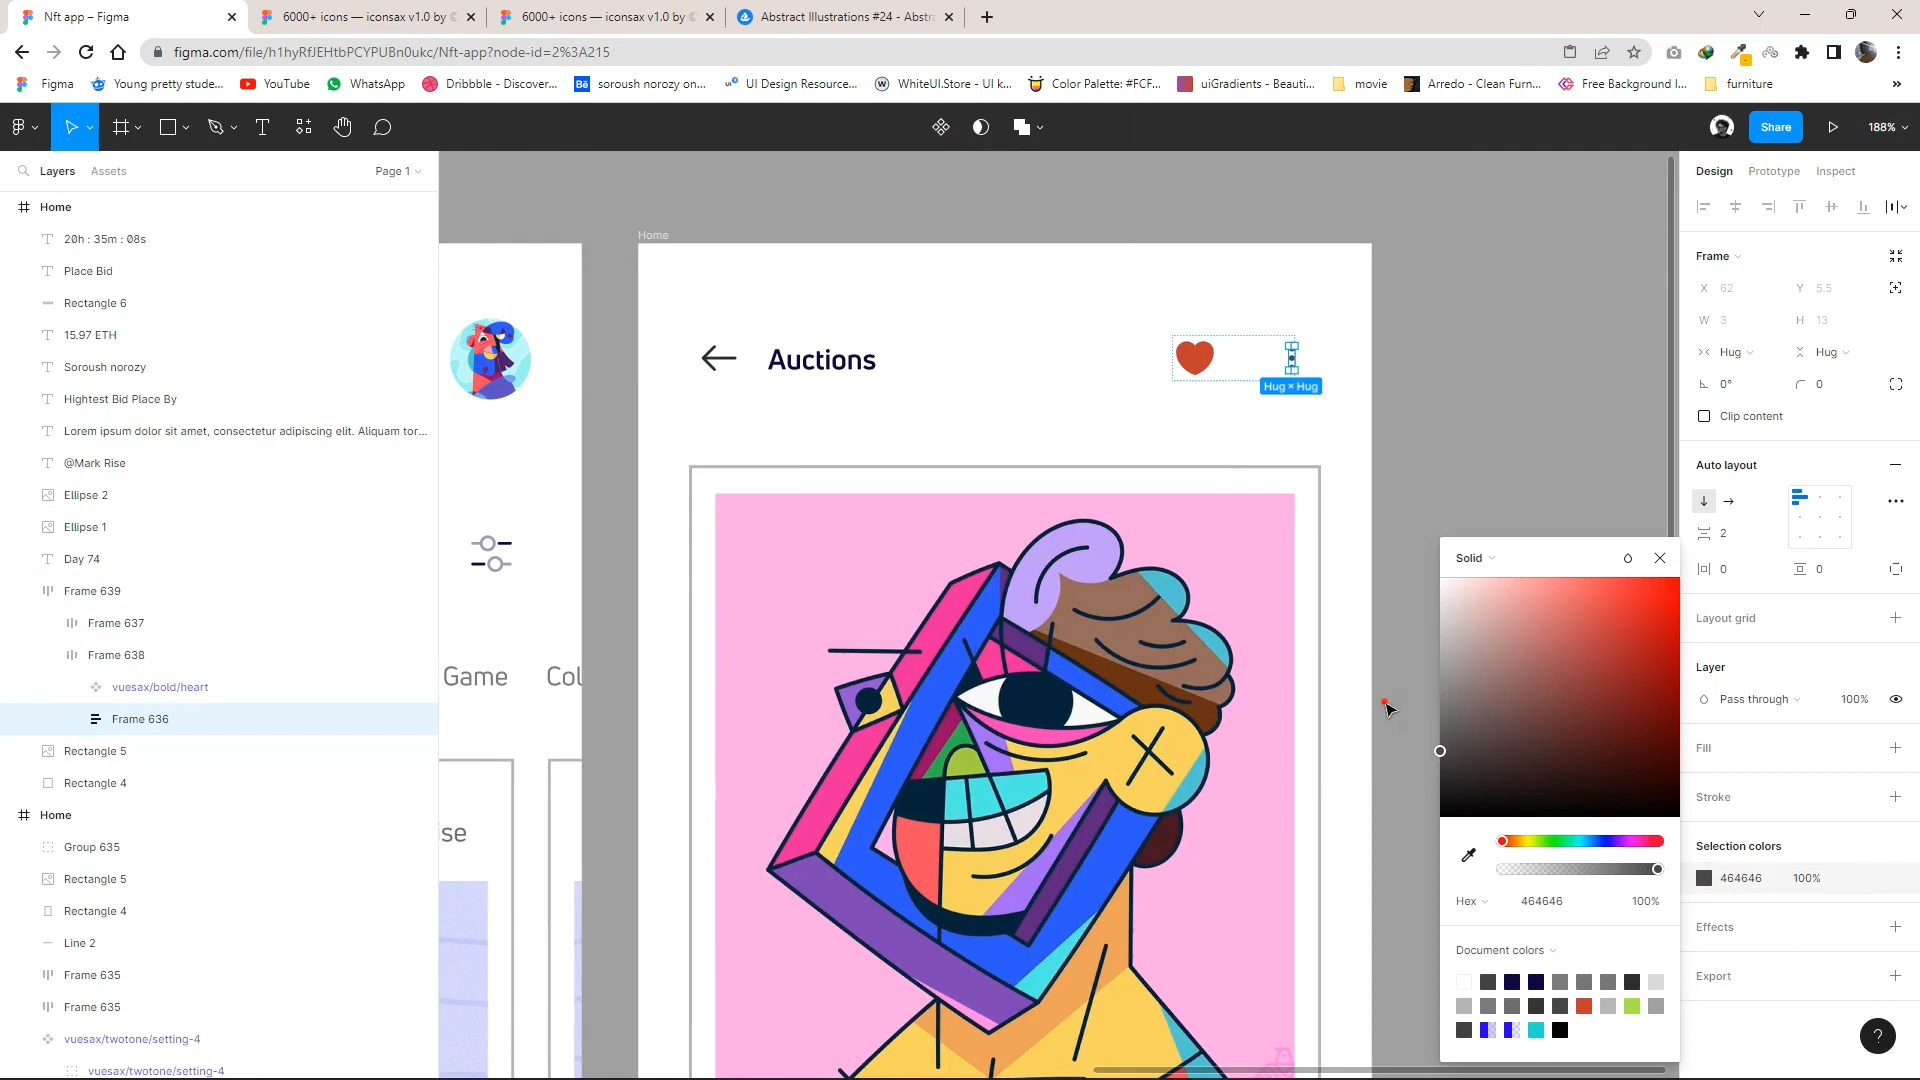 Nft app – Figma
6000+ icons — iconsax v1.0 by
6000+ icons — iconsax v1.0 by
Abstract Illustrations #24 - Abstra
figma.com/file/h1hyRfJEHtbPCYPUBn0ukc/Nft-app?node-id=2%3A215
Figma
Young pretty stude...
YouTube
WhatsApp
Dribbble - Discover...
soroush norozy on...
UI Design Resource...
WhiteUI.Store - UI k...
Color Palette: #FCF...
uiGradients - Beauti...
movie
Arredo - Clean Furn...
Free Background I...
furniture
Share
188%
Layers
Assets
Page 1
Design
Prototype
Inspect
Home
20h : 35m : 08s
Place Bid
Rectangle 6
15.97 ETH
Soroush norozy
Hightest Bid Place By
Lorem ipsum dolor sit amet, consectetur adipiscing elit. Aliquam tor...
@Mark Rise
Ellipse 2
Ellipse 1
Day 74
Frame 639
Frame 637
Frame 638
vuesax/bold/heart
Frame 636
Rectangle 5
Rectangle 4
Home
Group 635
Rectangle 5
Rectangle 4
Line 2
Frame 635
Frame 635
vuesax/twotone/setting-4
vuesax/twotone/setting-4
Home
Auctions
Hug × Hug
Game
Col
se
Solid
Hex
464646
100%
Document colors
Frame
X 62
Y 5.5
W 3
H 13
Hug
Hug
0°
0
Clip content
Auto layout
2
0
0
Layout grid
Layer
Pass through
100%
Fill
Stroke
Selection colors
464646
100%
Effects
Export
?